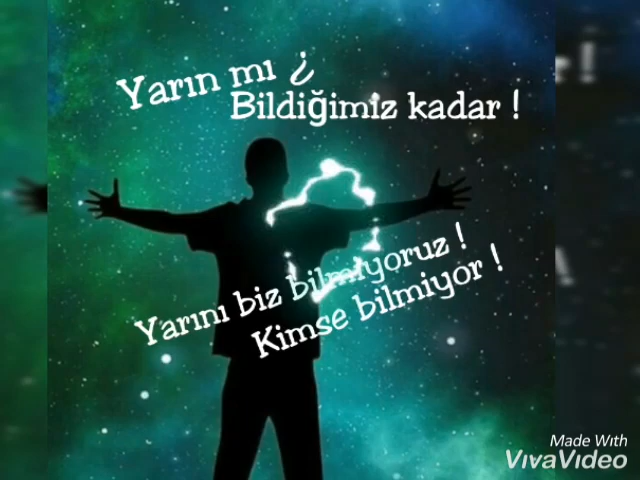 Yarın mı ¿
Bildiğimiz kadar !
Yarını biz bilmiyoruz !
Kimse bilmiyor !
Made With
VivaVideo